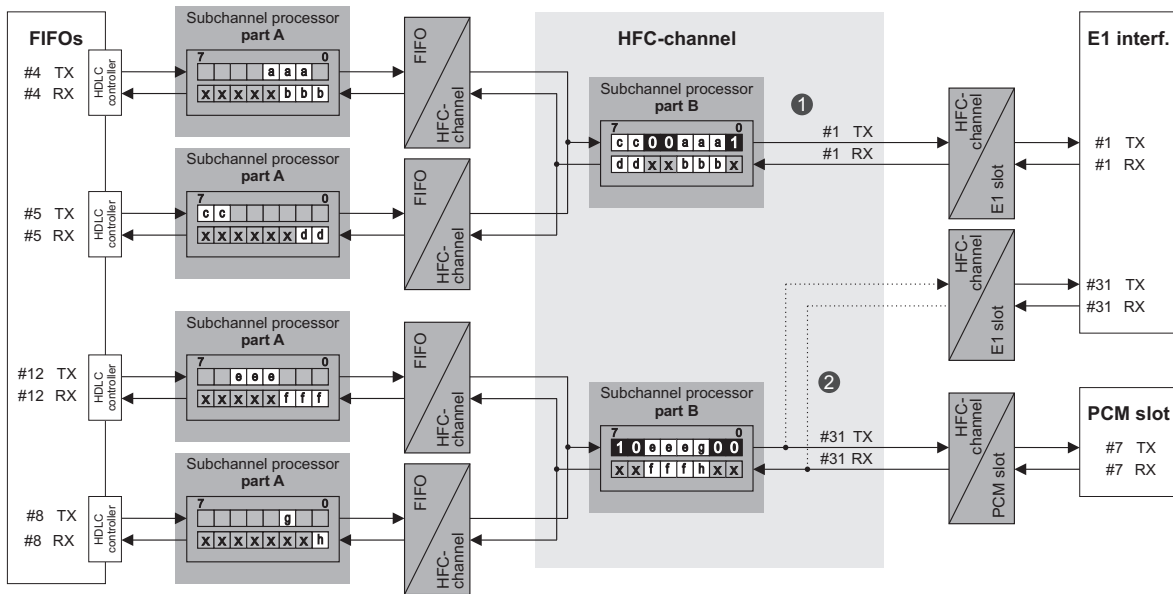 FIFOs
#4 TX
#4 RX
HDLC
controller
Subchannel processor
part A
7 0
a a a
x x x x x b b b
FIFO
HFC-
channel
#5 TX
#5 RX
HDLC
controller
Subchannel processor
part A
7 0
c c
x x x x x x d d
FIFO
HFC-
channel
#12 TX
#12 RX
HDLC
controller
Subchannel processor
part A
7 0
e e e
x x x x x f f f
FIFO
HFC-
channel
#8 TX
#8 RX
HDLC
controller
Subchannel processor
part A
7 0
g
x x x x x x x h
FIFO
HFC-
channel
HFC-channel
Subchannel processor
part B
7 0
c c 0 0 a a a 1
d d x x b b b x
1
#1 TX
#1 RX
HFC-
channel
E1 slot
HFC-
channel
E1 slot
Subchannel processor
part B
7 0
1 0 e e e g 0 0
x x f f f h x x
2
#31 TX
#31 RX
HFC-
channel
PCM slot
E1 interf.
#1 TX
#1 RX
#31 TX
#31 RX
PCM slot
#7 TX
#7 RX